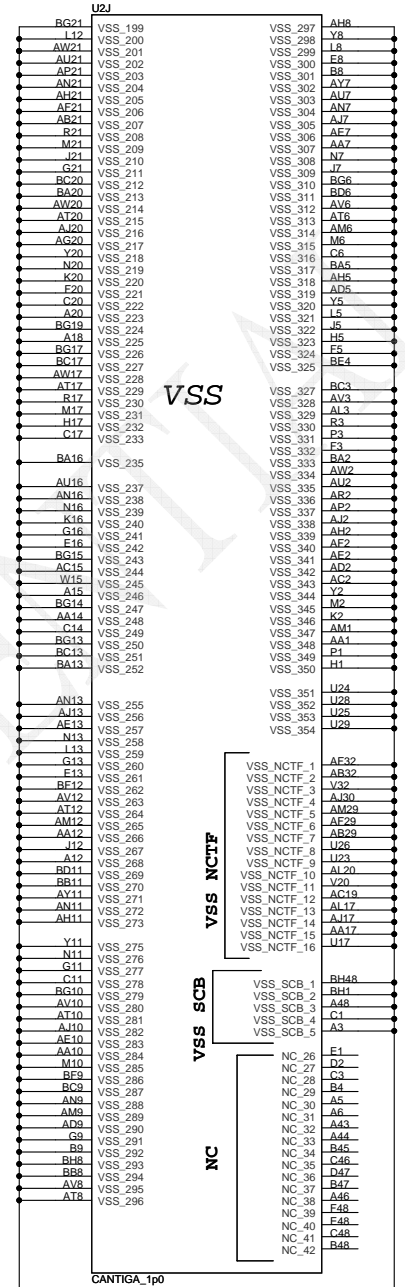 U2J
BG21 VSS_199
L12 VSS_200
AW21 VSS_201
AU21 VSS_202
AP21 VSS_203
AN21 VSS_204
AH21 VSS_205
AF21 VSS_206
AB21 VSS_207
R21 VSS_208
M21 VSS_209
J21 VSS_210
G21 VSS_211
BC20 VSS_212
BA20 VSS_213
AW20 VSS_214
AT20 VSS_215
AJ20 VSS_216
AG20 VSS_217
Y20 VSS_218
N20 VSS_219
K20 VSS_220
F20 VSS_221
C20 VSS_222
A20 VSS_223
BG19 VSS_224
A18 VSS_225
BG17 VSS_226
BC17 VSS_227
AW17 VSS_228
AT17 VSS_229
R17 VSS_230
M17 VSS_231
H17 VSS_232
C17 VSS_233
BA16 VSS_235
AU16 VSS_237
AN16 VSS_238
N16 VSS_239
K16 VSS_240
G16 VSS_241
E16 VSS_242
BG15 VSS_243
AC15 VSS_244
W15 VSS_245
A15 VSS_246
BG14 VSS_247
AA14 VSS_248
C14 VSS_249
BG13 VSS_250
BC13 VSS_251
BA13 VSS_252
AN13 VSS_255
AJ13 VSS_256
AE13 VSS_257
N13 VSS_258
L13 VSS_259
G13 VSS_260
E13 VSS_261
BF12 VSS_262
AV12 VSS_263
AT12 VSS_264
AM12 VSS_265
AA12 VSS_266
J12 VSS_267
A12 VSS_268
BD11 VSS_269
BB11 VSS_270
AY11 VSS_271
AN11 VSS_272
AH11 VSS_273
Y11 VSS_275
N11 VSS_276
G11 VSS_277
C11 VSS_278
BG10 VSS_279
AV10 VSS_280
AT10 VSS_281
AJ10 VSS_282
AE10 VSS_283
AA10 VSS_284
M10 VSS_285
BF9 VSS_286
BC9 VSS_287
AN9 VSS_288
AM9 VSS_289
AD9 VSS_290
G9 VSS_291
B9 VSS_292
BH8 VSS_293
BB8 VSS_294
AV8 VSS_295
AT8 VSS_296
VSS
VSS_297 AH8
VSS_298 Y8
VSS_299 L8
VSS_300 E8
VSS_301 B8
VSS_302 AY7
VSS_303 AU7
VSS_304 AN7
VSS_305 AJ7
VSS_306 AE7
VSS_307 AA7
VSS_308 N7
VSS_309 J7
VSS_310 BG6
VSS_311 BD6
VSS_312 AV6
VSS_313 AT6
VSS_314 AM6
VSS_315 M6
VSS_316 C6
VSS_317 BA5
VSS_318 AH5
VSS_319 AD5
VSS_320 Y5
VSS_321 L5
VSS_322 J5
VSS_323 H5
VSS_324 F5
VSS_325 BE4
VSS_327 BC3
VSS_328 AV3
VSS_329 AL3
VSS_330 R3
VSS_331 P3
VSS_332 F3
VSS_333 BA2
VSS_334 AW2
VSS_335 AU2
VSS_336 AR2
VSS_337 AP2
VSS_338 AJ2
VSS_339 AH2
VSS_340 AF2
VSS_341 AE2
VSS_342 AD2
VSS_343 AC2
VSS_344 Y2
VSS_345 M2
VSS_346 K2
VSS_347 AM1
VSS_348 AA1
VSS_349 P1
VSS_350 H1
VSS_351 U24
VSS_352 U28
VSS_353 U25
VSS_354 U29
VSS NCTF
VSS_NCTF_1 AF32
VSS_NCTF_2 AB32
VSS_NCTF_3 V32
VSS_NCTF_4 AJ30
VSS_NCTF_5 AM29
VSS_NCTF_6 AF29
VSS_NCTF_7 AB29
VSS_NCTF_8 U26
VSS_NCTF_9 U23
VSS_NCTF_10 AL20
VSS_NCTF_11 V20
VSS_NCTF_12 AC19
VSS_NCTF_13 AL17
VSS_NCTF_14 AJ17
VSS_NCTF_15 AA17
VSS_NCTF_16 U17
VSS SCB
VSS_SCB_1 BH48
VSS_SCB_2 BH1
VSS_SCB_3 A48
VSS_SCB_4 C1
VSS_SCB_5 A3
NC
NC_26 E1
NC_27 D2
NC_28 C3
NC_29 B4
NC_30 A5
NC_31 A6
NC_32 A43
NC_33 A44
NC_34 B45
NC_35 C46
NC_36 D47
NC_37 B47
NC_38 A46
NC_39 F48
NC_40 E48
NC_41 C48
NC_42 B48
CANTIGA_1p0